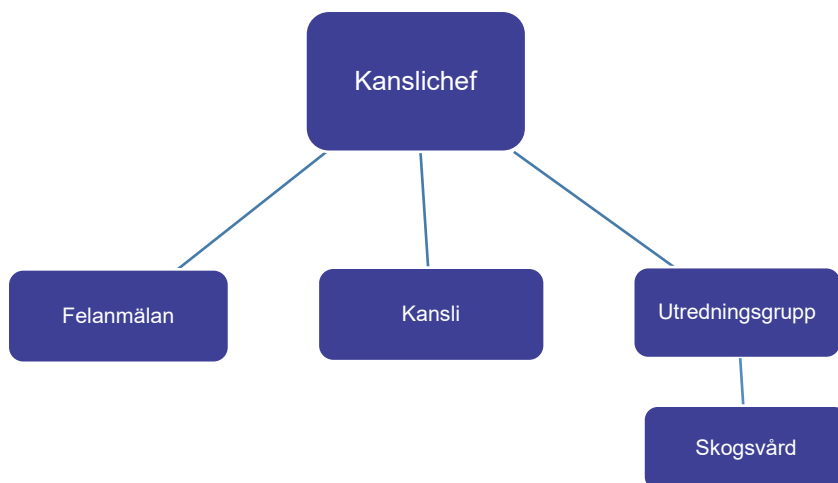 Kanslichef
Felanmälan
Kansli
Utredningsgrupp
Skogsvård